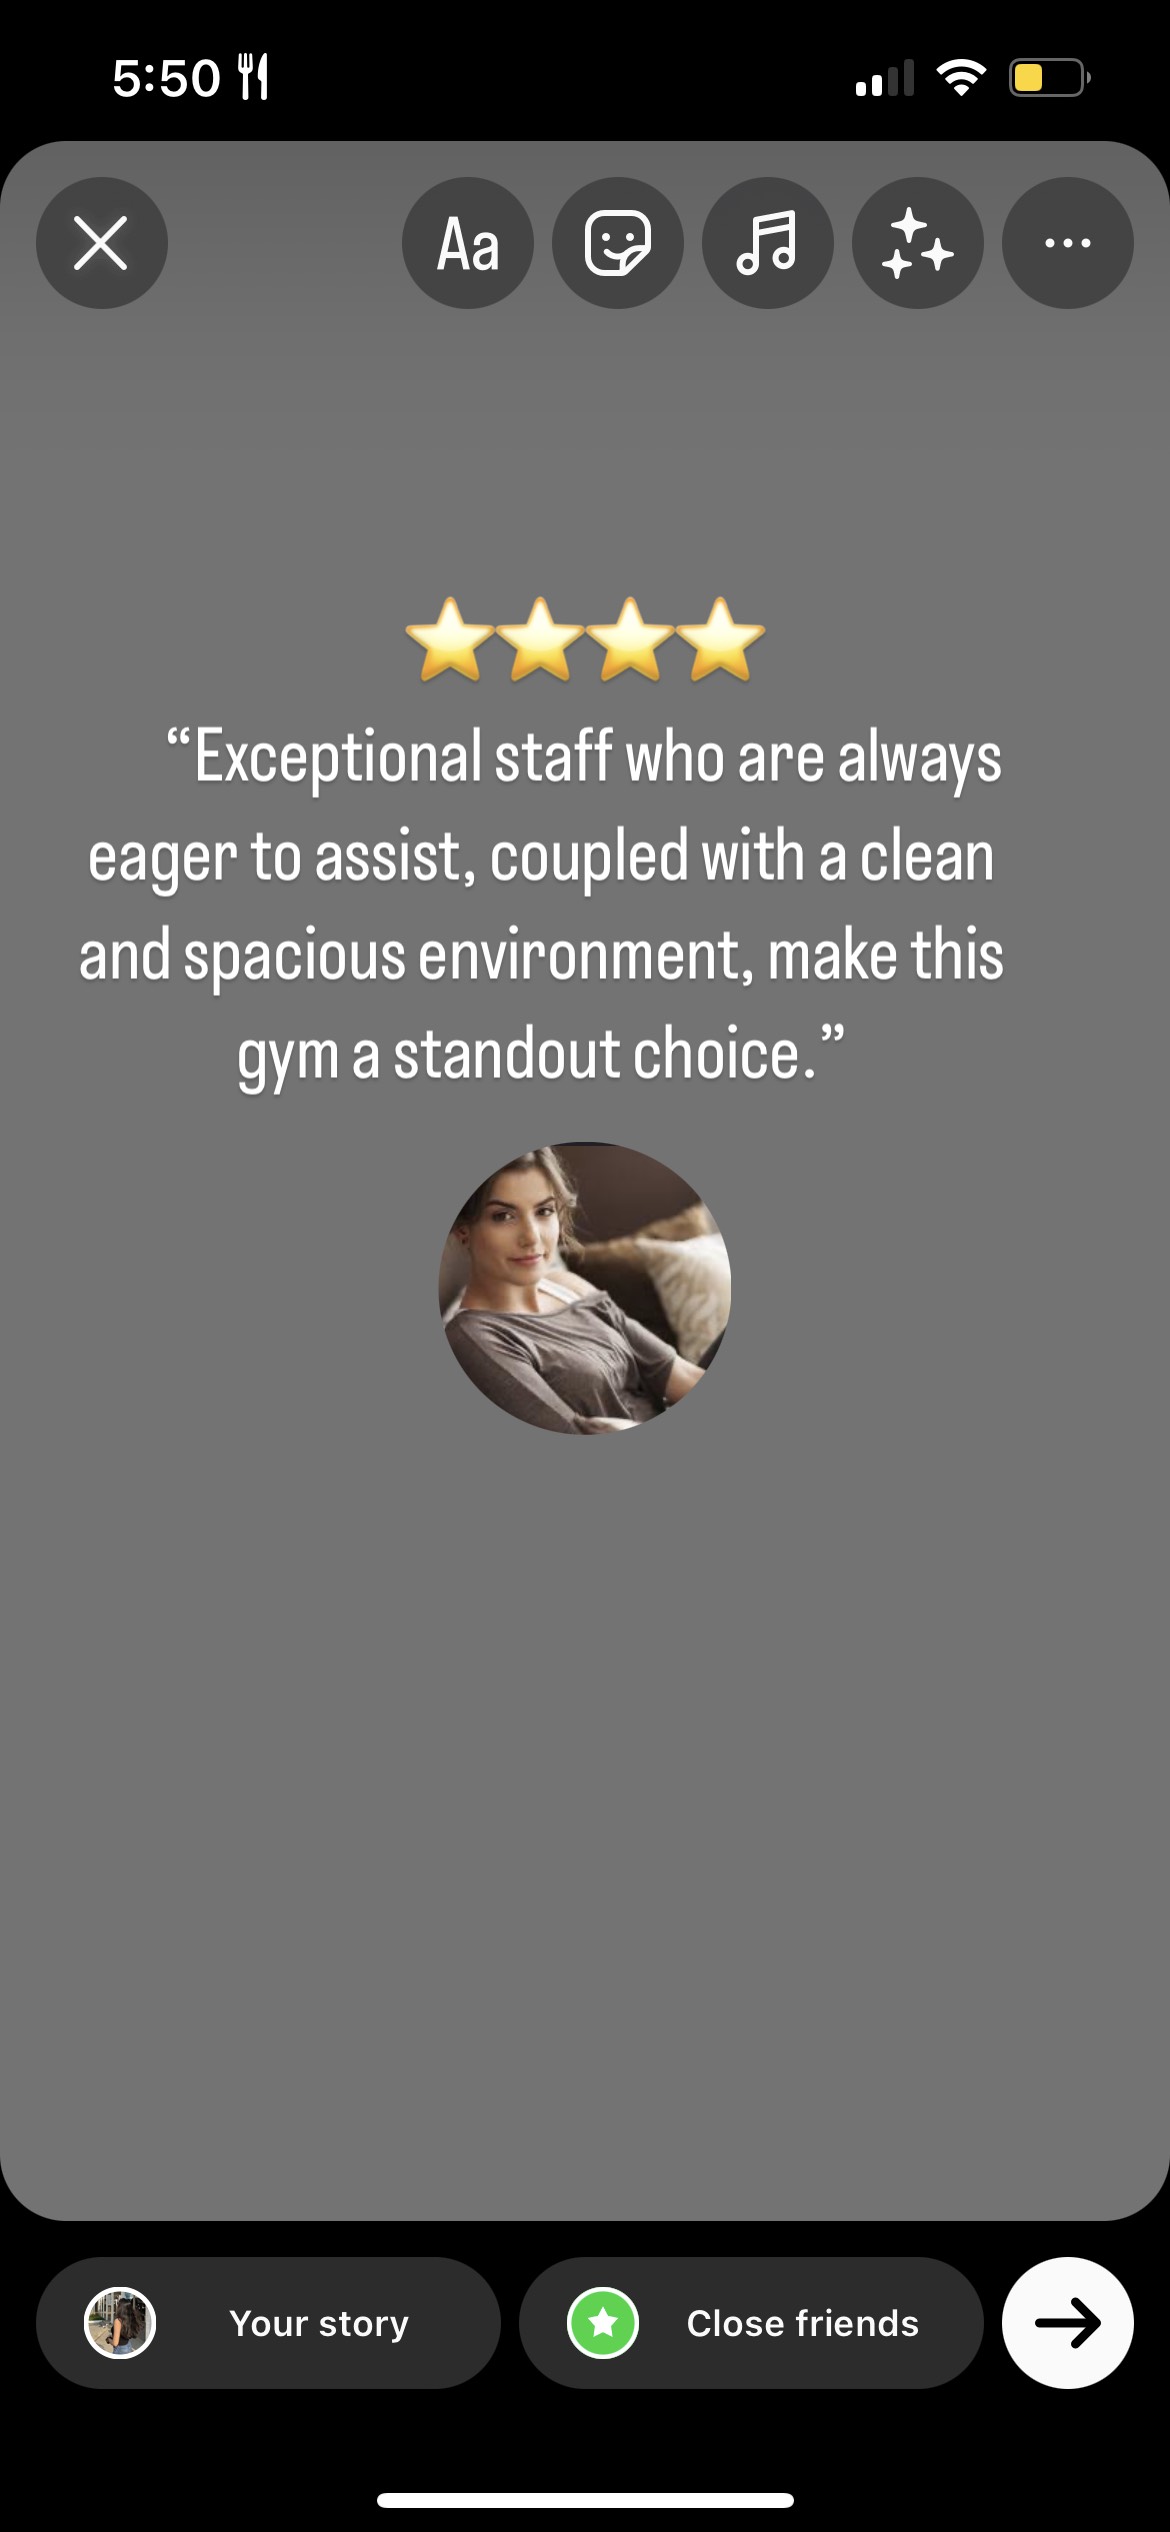 5:50
Aa
“Exceptional staff who are always
eager to assist, coupled with a clean
and spacious environment, make this
gym a standout choice.”
Your story
Close friends